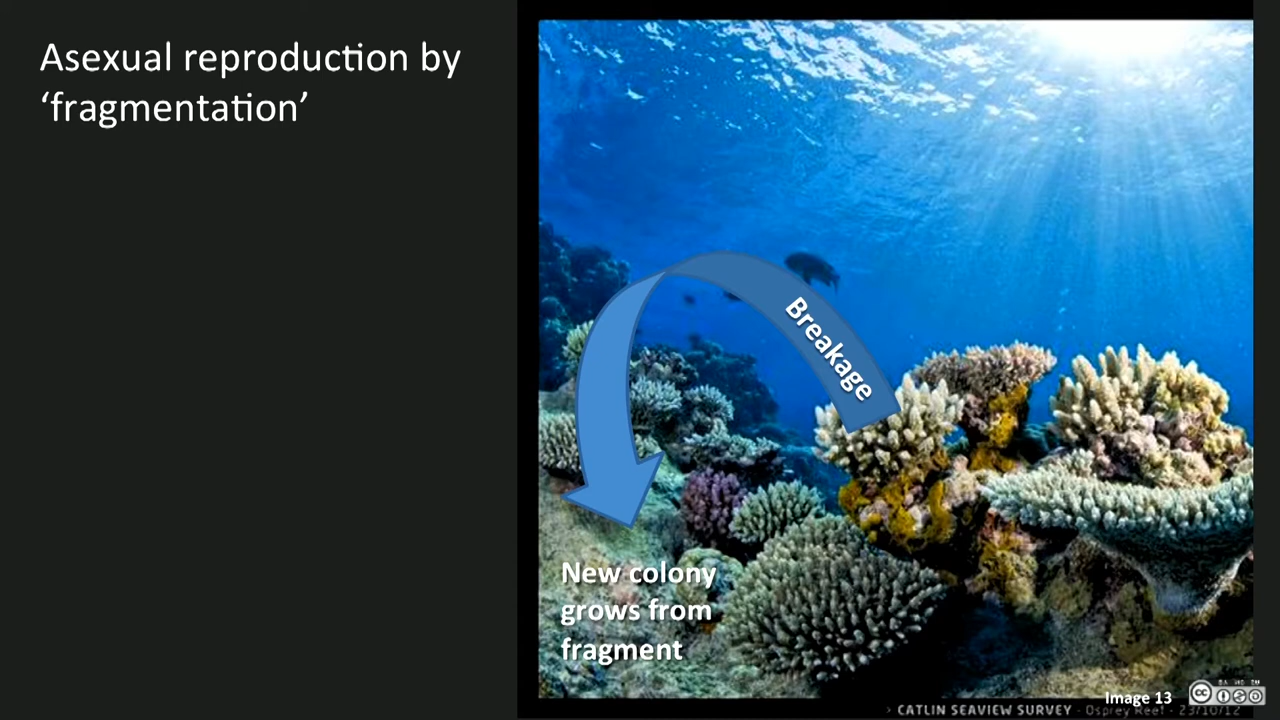 Asexual reproduction by
‘fragmentation’
Breakage
New colony
grows from
fragment
Image 13
› CATLIN SEAVIEW SURVEY - Osprey Reef - 23/10/12